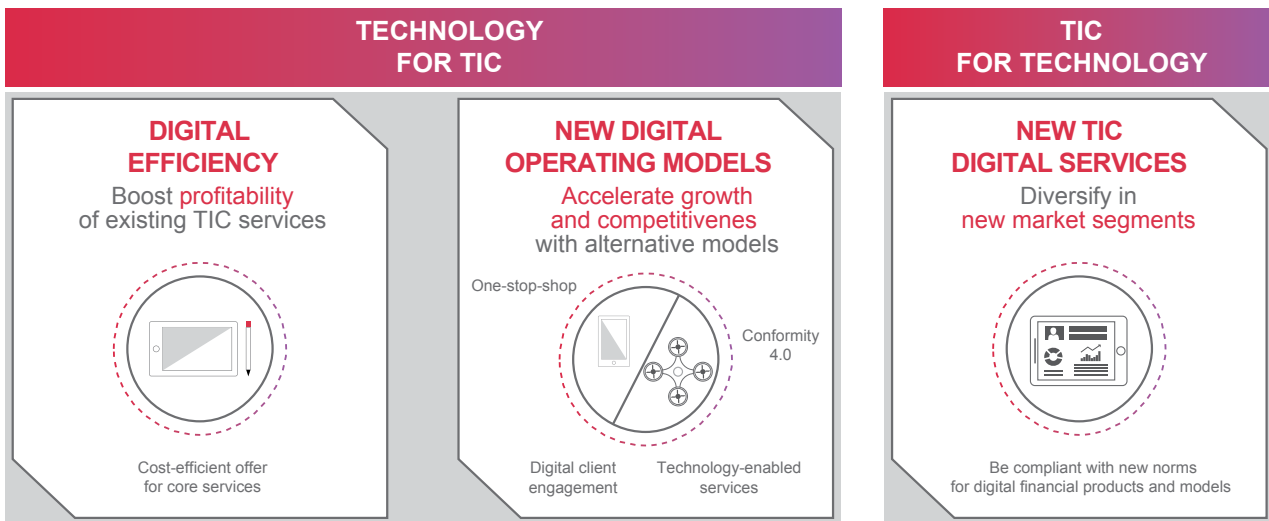 TECHNOLOGY
FOR TIC
DIGITAL
EFFICIENCY
Boost profitability
of existing TIC services
Cost-efficient offer
for core services
NEW DIGITAL
OPERATING MODELS
Accelerate growth
and competitivenes
with alternative models
One-stop-shop
Conformity
4.0
Digital client
engagement
Technology-enabled
services
TIC
FOR TECHNOLOGY
NEW TIC
DIGITAL SERVICES
Diversify in
new market segments
Be compliant with new norms
for digital financial products and models